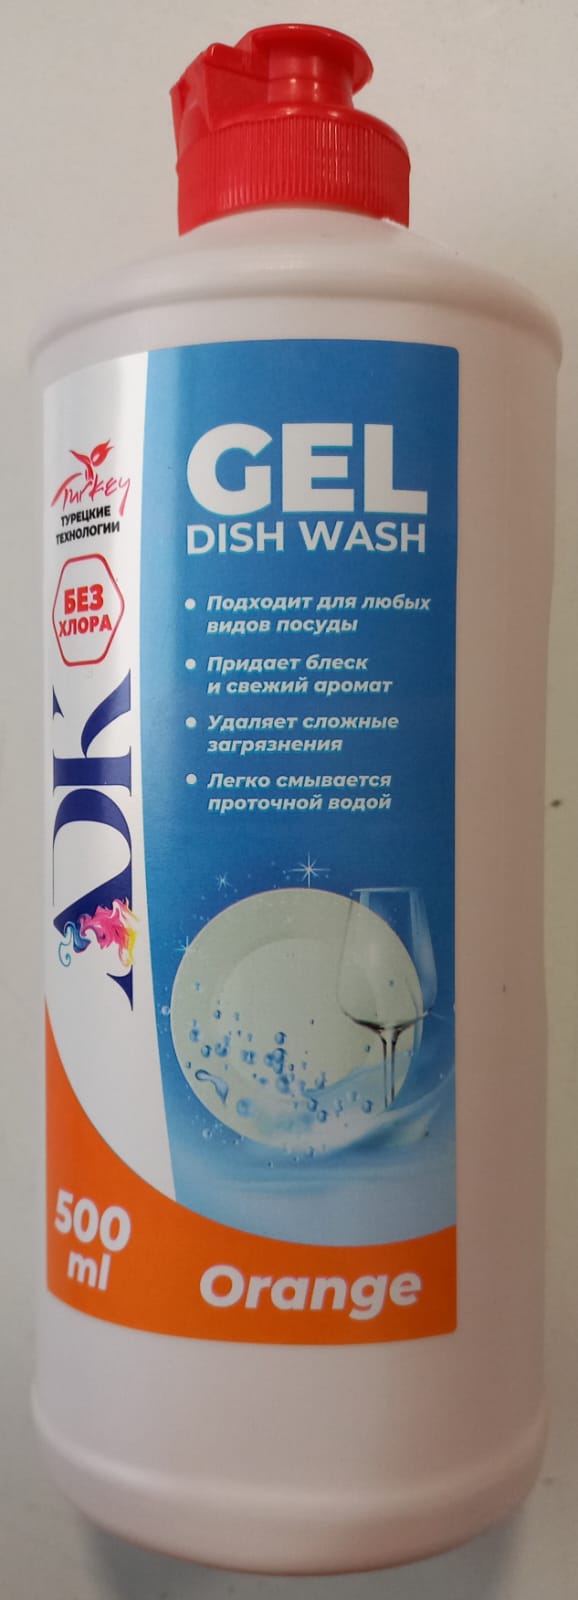 Turkey
ТУРЕЦКИЕ
ТЕХНОЛОГИИ
БЕЗ
ХЛОРА
ADK
GEL
DISH WASH
• Подходит для любых
видов посуды
• Придает блеск
и свежий аромат
• Удаляет сложные
загрязнения
• Легко смывается
проточной водой
500
ml
Orange